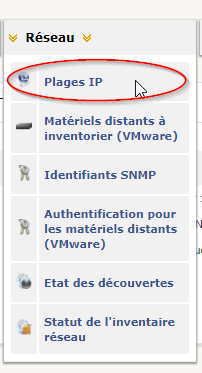 Réseau
Plages IP
Matériels distants à
inventorier (VMware)
Identifiants SNMP
Authentification pour
les matériels distants
(VMware)
Etat des découvertes
Statut de l'inventaire
réseau